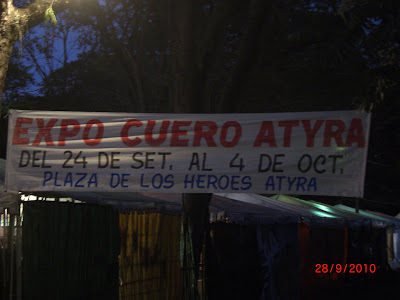 EXPO CUERO ATYRA
DEL 24 DE SET. AL 4 DE OCT.
PLAZA DE LOS HEROES ATYRA
28/9/2010